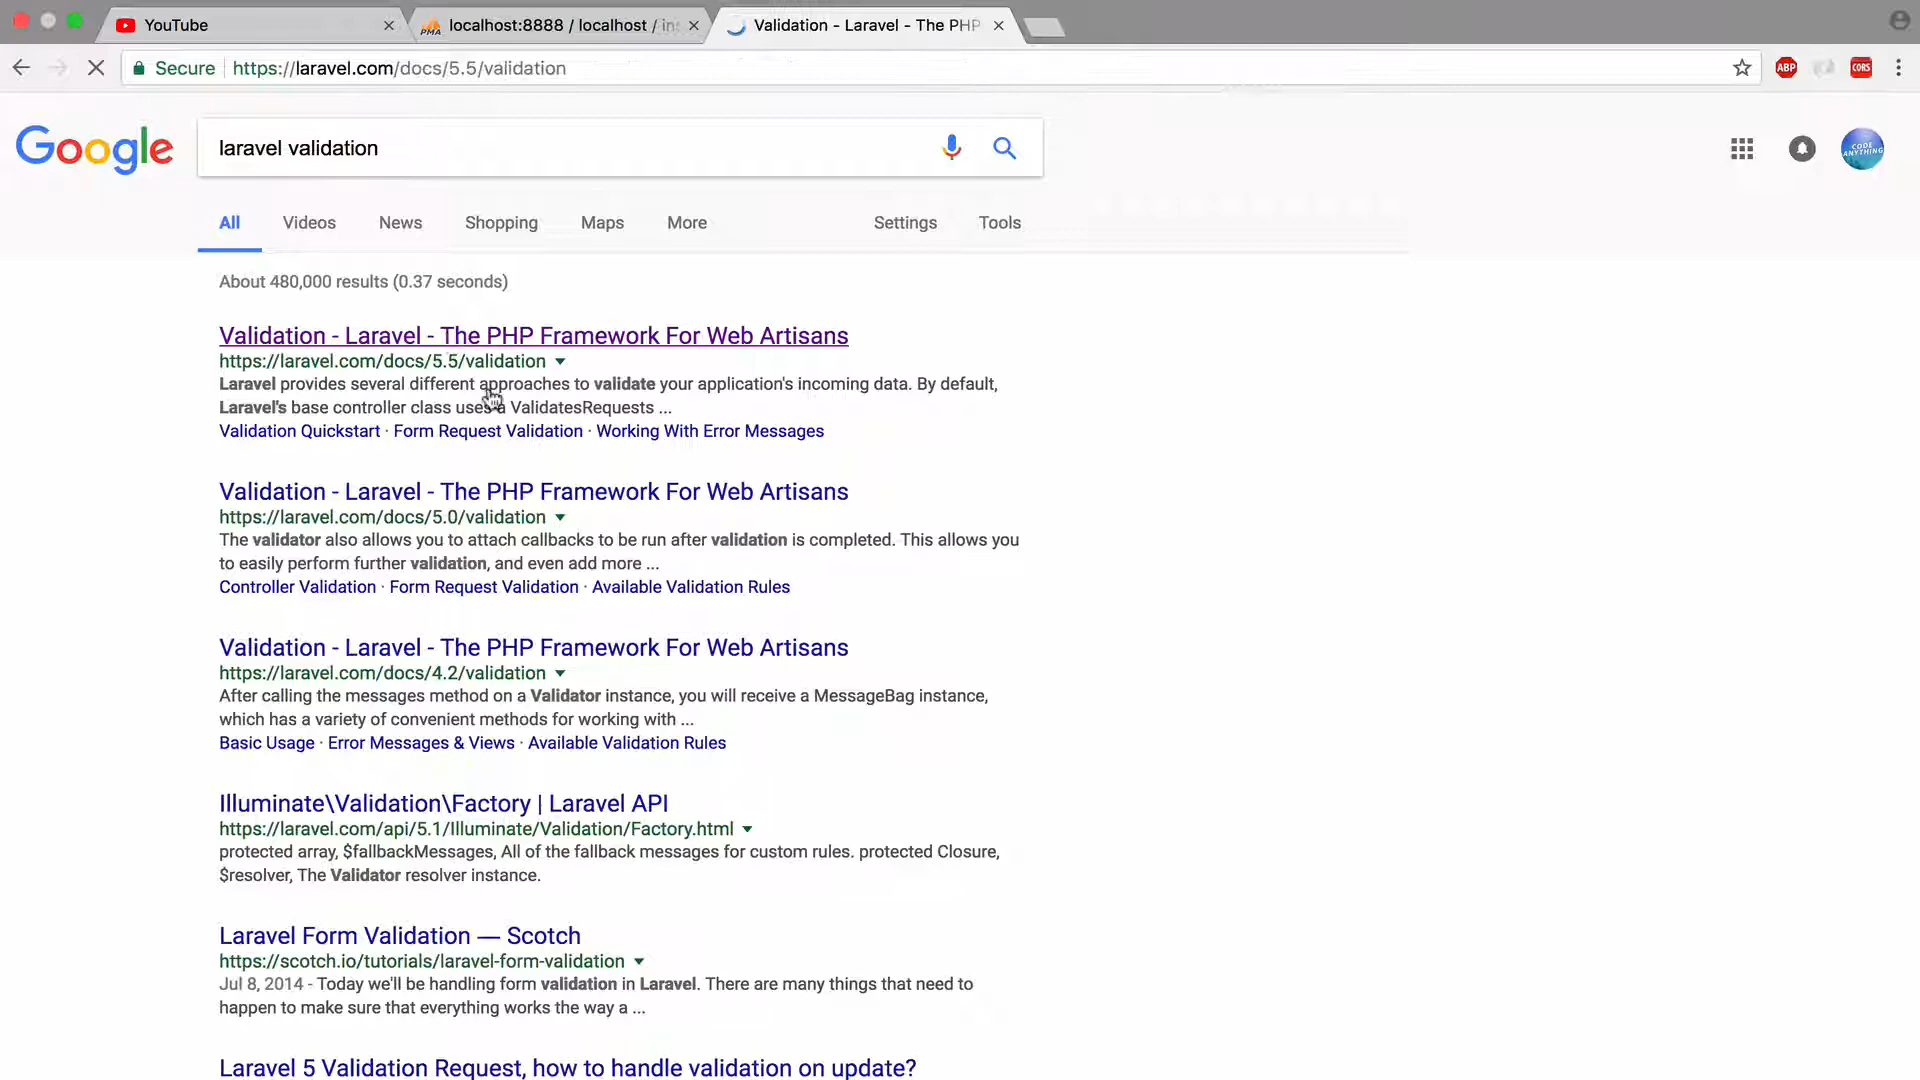 YouTube
localhost:8888 / localhost / in
Validation - Laravel - The PHP
Secure
https://laravel.com/docs/5.5/validation
ABP
CORS
PMA
Google
laravel validation
CODE
ANYTHING
All Videos News Shopping Maps More Settings Tools
About 480,000 results (0.37 seconds)
Validation - Laravel - The PHP Framework For Web Artisans
https://laravel.com/docs/5.5/validation
Laravel provides several different approaches to validate your application's incoming data. By default,
Laravel's base controller class uses a ValidatesRequests ...
Validation Quickstart · Form Request Validation · Working With Error Messages
Validation - Laravel - The PHP Framework For Web Artisans
https://laravel.com/docs/5.0/validation
The validator also allows you to attach callbacks to be run after validation is completed. This allows you
to easily perform further validation, and even add more ...
Controller Validation · Form Request Validation · Available Validation Rules
Validation - Laravel - The PHP Framework For Web Artisans
https://laravel.com/docs/4.2/validation
After calling the messages method on a Validator instance, you will receive a MessageBag instance,
which has a variety of convenient methods for working with ...
Basic Usage · Error Messages & Views · Available Validation Rules
Illuminate\Validation\Factory | Laravel API
https://laravel.com/api/5.1/Illuminate/Validation/Factory.html
protected array, $fallbackMessages, All of the fallback messages for custom rules. protected Closure,
$resolver, The Validator resolver instance.
Laravel Form Validation — Scotch
https://scotch.io/tutorials/laravel-form-validation
Jul 8, 2014 - Today we'll be handling form validation in Laravel. There are many things that need to
happen to make sure that everything works the way a ...
Laravel 5 Validation Request, how to handle validation on update?